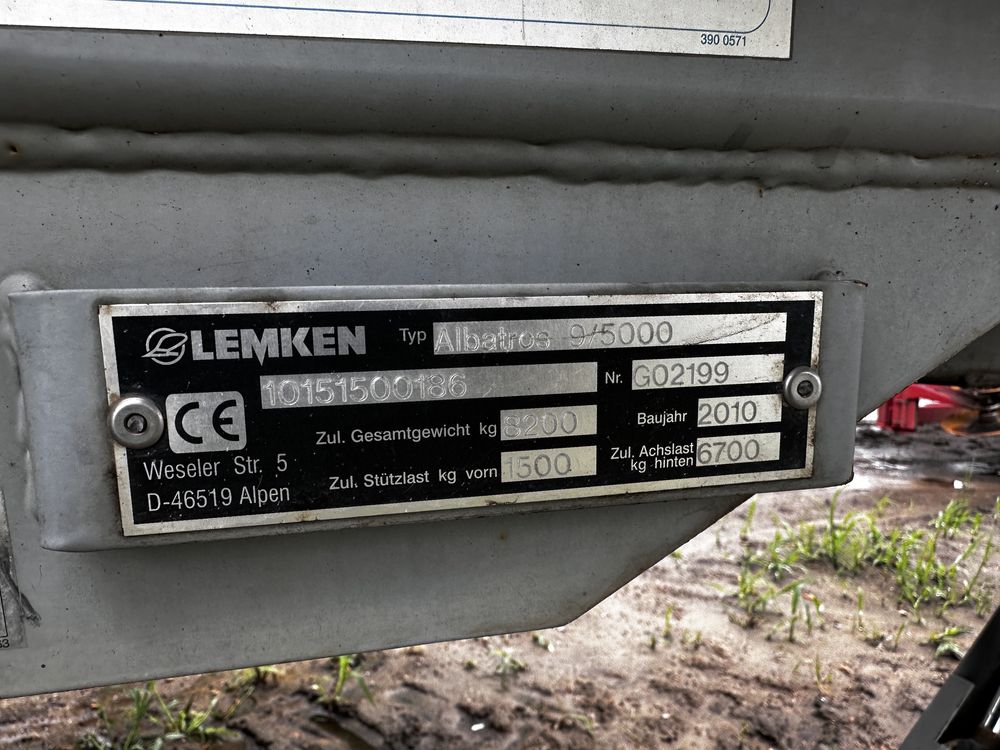 390 0571
LEMKEN Typ Albatros 9/5000
10151500186 Nr. G02199
CE Zul. Gesamtgewicht kg 8200 Baujahr 2010
Weseler Str. 5 Zul. Stützlast kg vorn 1500 Zul. Achslast kg hinten 6700
D-46519 Alpen